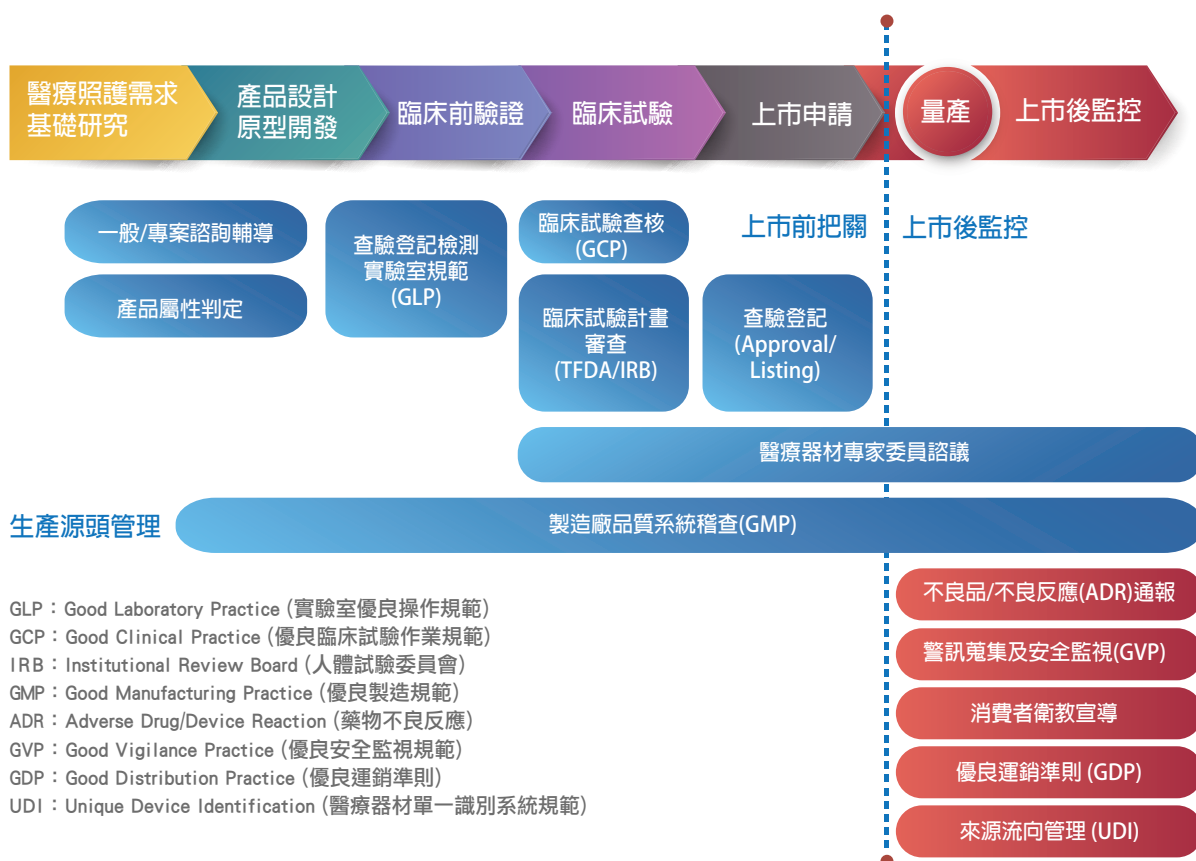 醫療照護需求
基礎研究
產品設計
原型開發
臨床前驗證
臨床試驗
上市申請
量產
上市後監控
一般/專案諮詢輔導
產品屬性判定
查驗登記檢測
實驗室規範
(GLP)
臨床試驗查核
(GCP)
臨床試驗計畫
審查
(TFDA/IRB)
上市前把關
上市後監控
查驗登記
(Approval/
Listing)
醫療器材專家委員諮議
生產源頭管理
製造廠品質系統稽查(GMP)
GLP：Good Laboratory Practice (實驗室優良操作規範)
GCP：Good Clinical Practice (優良臨床試驗作業規範)
IRB：Institutional Review Board (人體試驗委員會)
GMP：Good Manufacturing Practice (優良製造規範)
ADR：Adverse Drug/Device Reaction (藥物不良反應)
GVP：Good Vigilance Practice (優良安全監視規範)
GDP：Good Distribution Practice (優良運銷準則)
UDI：Unique Device Identification (醫療器材單一識別系統規範)
不良品/不良反應(ADR)通報
警訊蒐集及安全監視(GVP)
消費者衛教宣導
優良運銷準則 (GDP)
來源流向管理 (UDI)